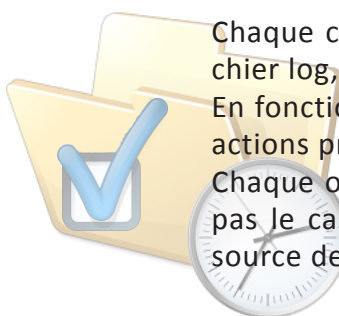 Chaque c
chier log,
En foncti
actions p
Chaque o
pas le ca
source de